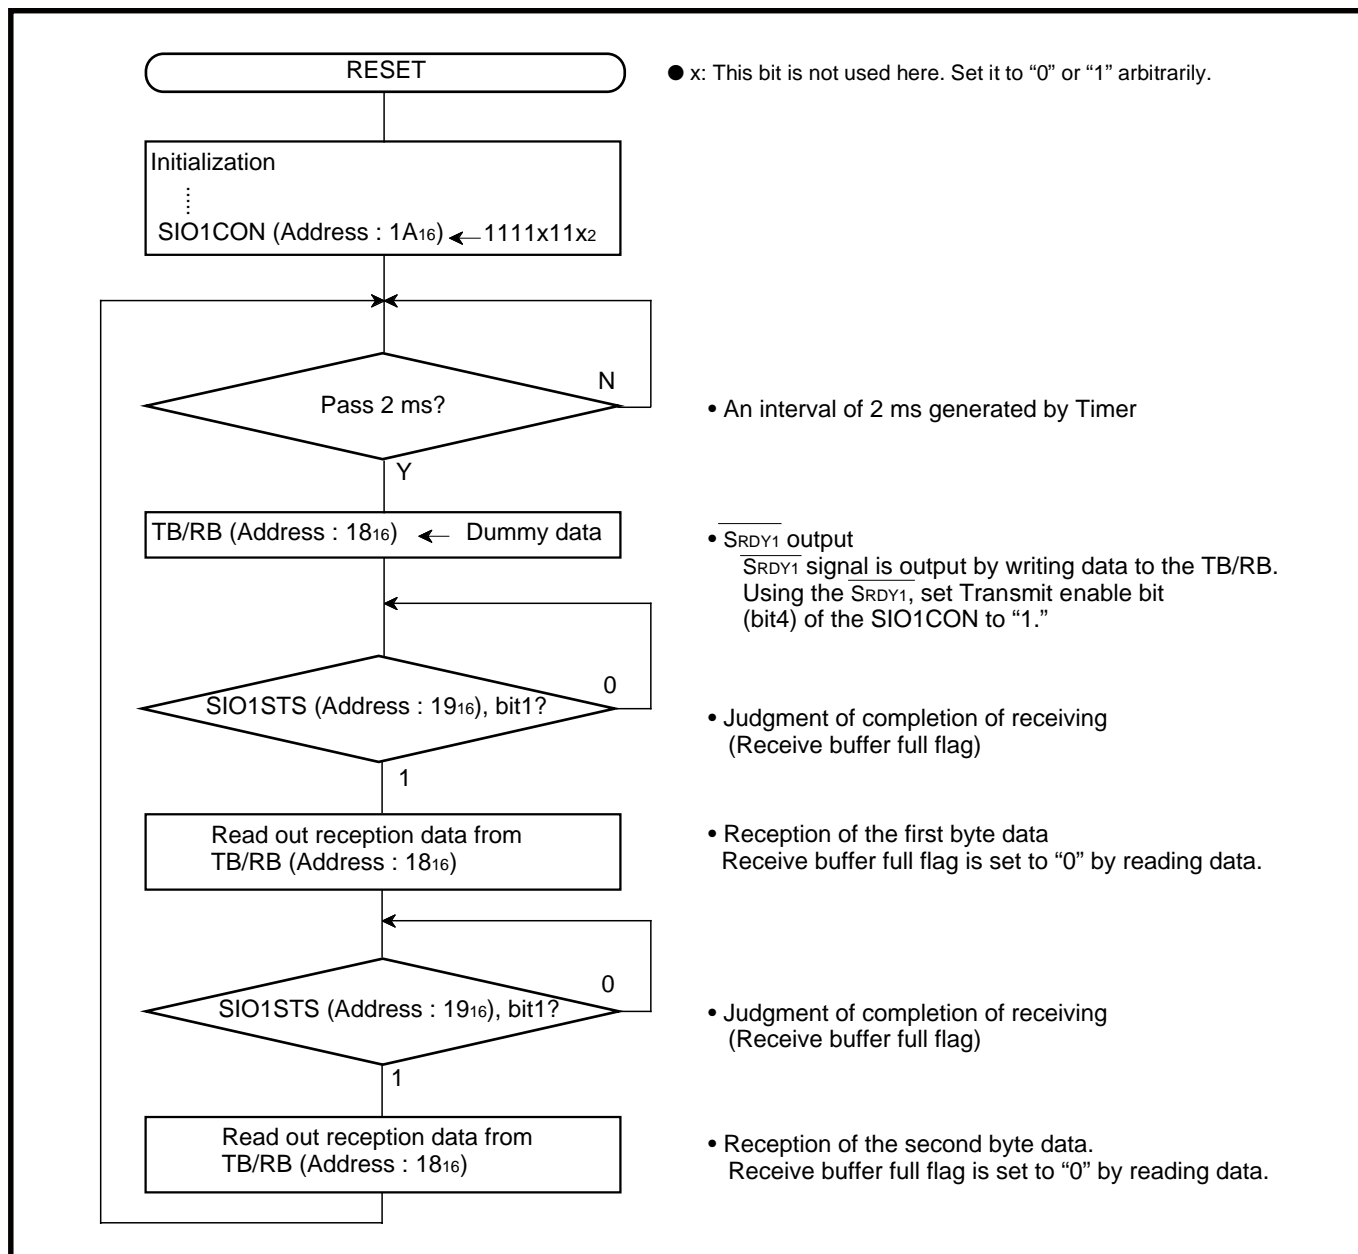 RESET
● x: This bit is not used here. Set it to “0” or “1” arbitrarily.
Initialization
SIO1CON (Address : 1A16) ← 1111x11x2
N
Pass 2 ms?
• An interval of 2 ms generated by Timer
Y
TB/RB (Address : 1816) ← Dummy data
• SRDY1 output
SRDY1 signal is output by writing data to the TB/RB.
Using the SRDY1, set Transmit enable bit
(bit4) of the SIO1CON to “1.”
0
SIO1STS (Address : 1916), bit1?
• Judgment of completion of receiving
(Receive buffer full flag)
1
Read out reception data from
TB/RB (Address : 1816)
• Reception of the first byte data
Receive buffer full flag is set to “0” by reading data.
0
SIO1STS (Address : 1916), bit1?
• Judgment of completion of receiving
(Receive buffer full flag)
1
Read out reception data from
TB/RB (Address : 1816)
• Reception of the second byte data.
Receive buffer full flag is set to “0” by reading data.